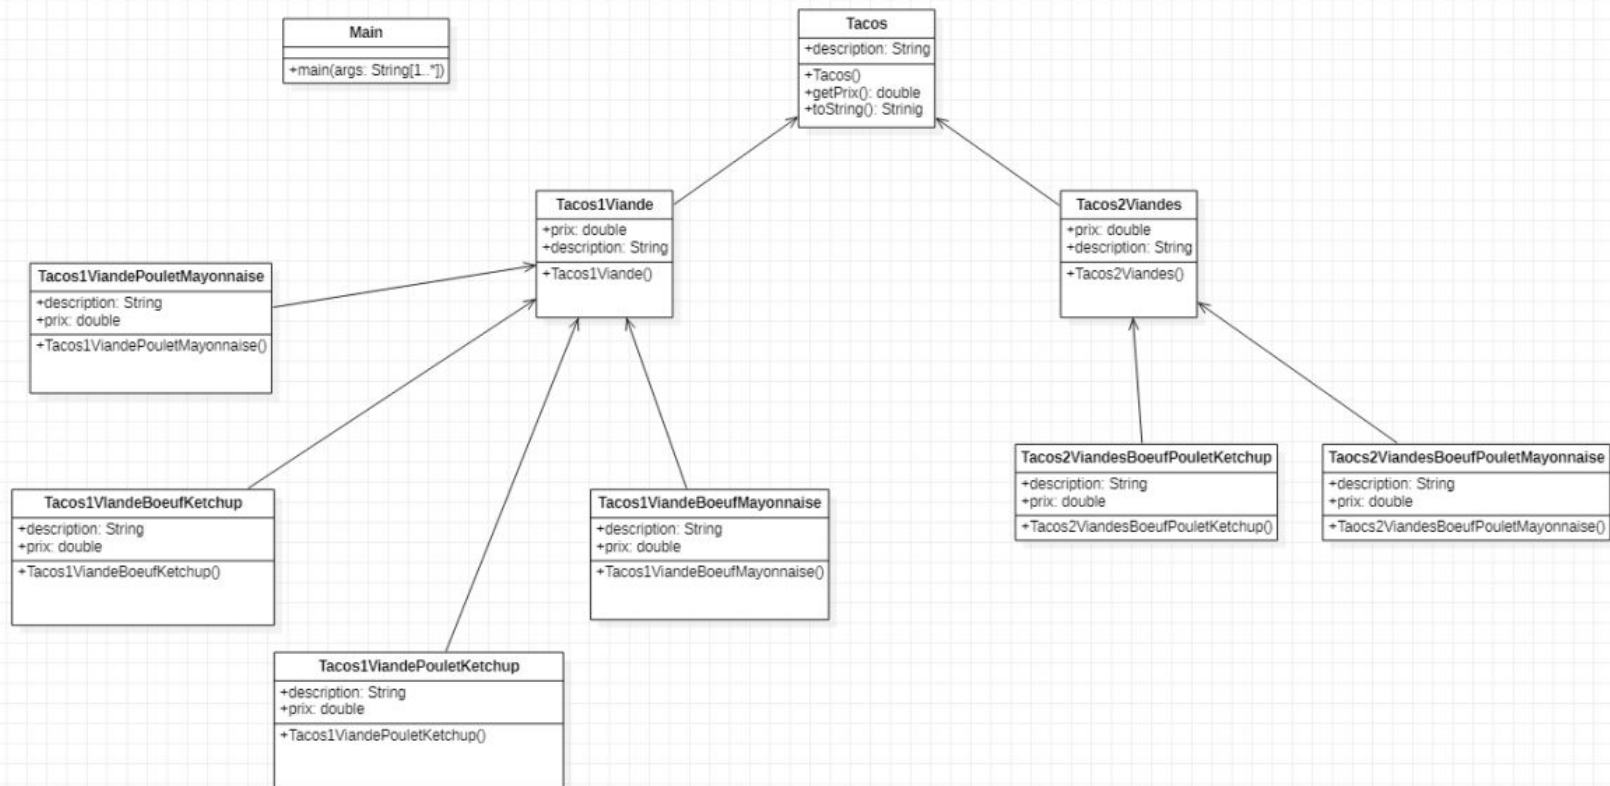 Main
+main(args: String[1..*])
Tacos
+description: String
+Tacos()
+getPrix(): double
+toString(): Strinig
Tacos1Viande
+prix: double
+description: String
+Tacos1Viande()
Tacos2Viandes
+prix: double
+description: String
+Tacos2Viandes()
Tacos1ViandePouletMayonnaise
+description: String
+prix: double
+Tacos1ViandePouletMayonnaise()
Tacos1VIandeBoeufKetchup
+description: String
+prix: double
+Tacos1ViandeBoeufKetchup()
Tacos1ViandeBoeufMayonnaise
+description: String
+prix: double
+Tacos1ViandeBoeufMayonnaise()
Tacos2ViandesBoeufPouletKetchup
+description: String
+prix: double
+Tacos2ViandesBoeufPouletKetchup()
Taocs2ViandesBoeufPouletMayonnaise
+description: String
+prix: double
+Taocs2ViandesBoeufPouletMayonnaise()
Tacos1ViandePouletKetchup
+description: String
+prix: double
+Tacos1ViandePouletKetchup()